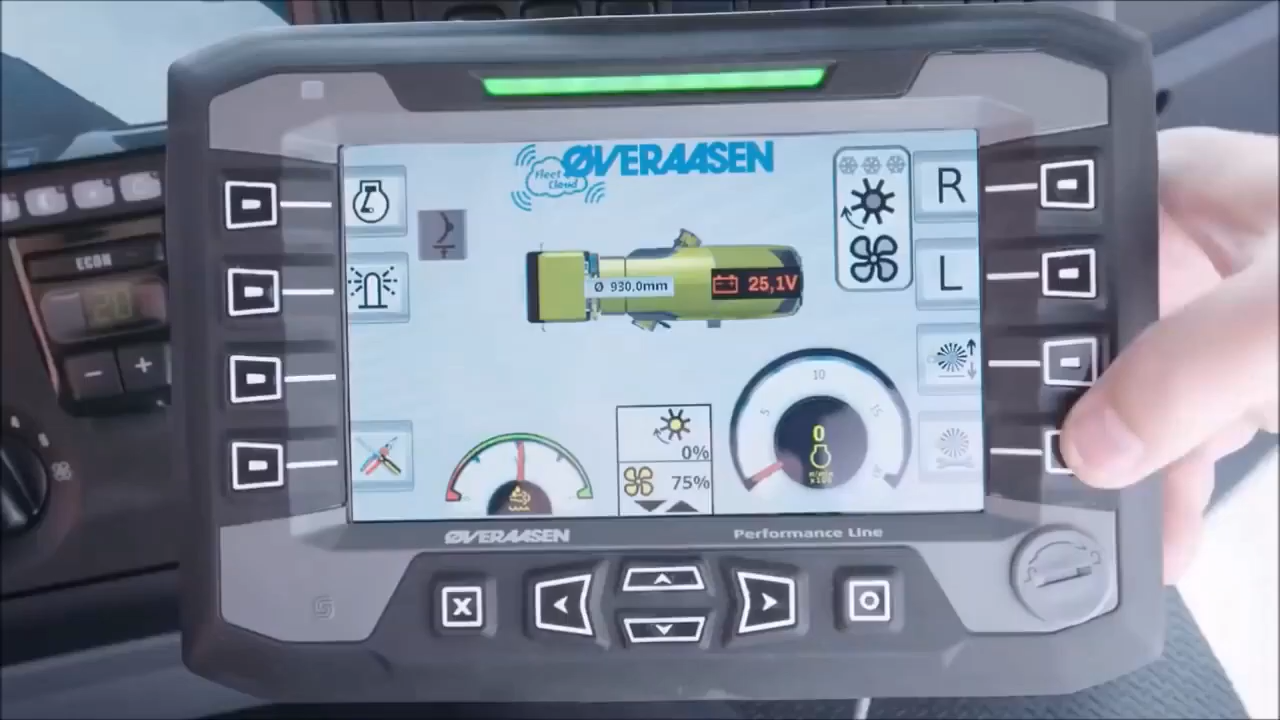 ØVERAASEN
Fleet
Cloud
R
L
Ø 930,0mm
25,1V
ECON
20
5
10
15
0
0%
75%
ØVERAASEN
Performance Line
X